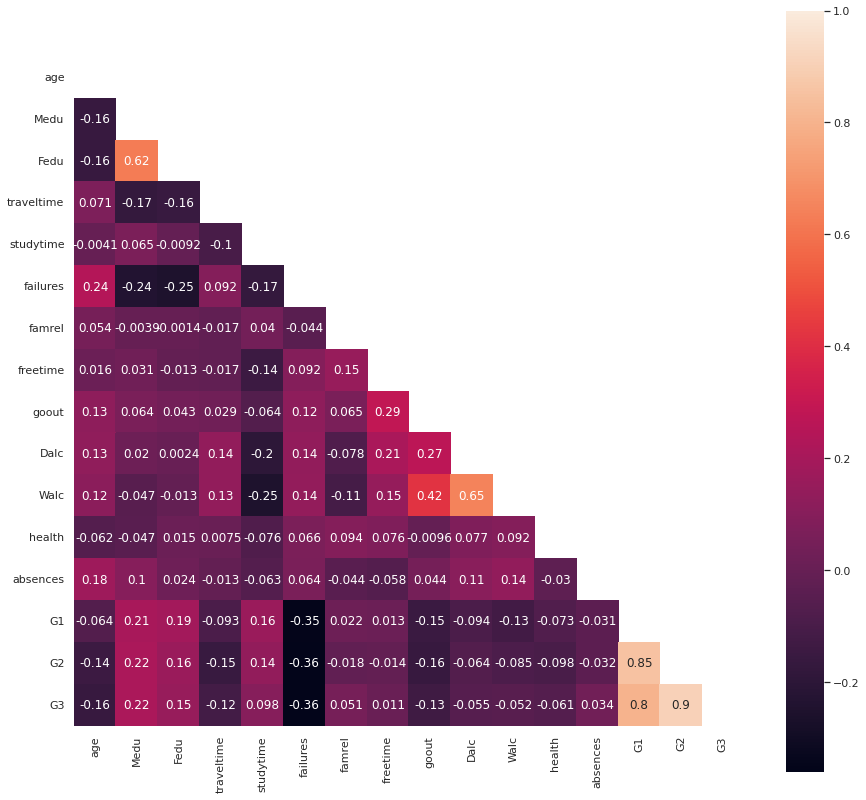 age
Medu -0.16
Fedu -0.16 0.62
traveltime 0.071 -0.17 -0.16
studytime -0.0041 0.065 -0.0092 -0.1
failures 0.24 -0.24 -0.25 0.092 -0.17
famrel 0.054 -0.0039 -0.0014 -0.017 0.04 -0.044
freetime 0.016 0.031 -0.013 -0.017 -0.14 0.092 0.15
goout 0.13 0.064 0.043 0.029 -0.064 0.12 0.065 0.29
Dalc 0.13 0.02 0.0024 0.14 -0.2 0.14 -0.078 0.21 0.27
Walc 0.12 -0.047 -0.013 0.13 -0.25 0.14 -0.11 0.15 0.42 0.65
health -0.062 -0.047 0.015 0.0075 -0.076 0.066 0.094 0.076 -0.0096 0.077 0.092
absences 0.18 0.1 0.024 -0.013 -0.063 0.064 -0.044 -0.058 0.044 0.11 0.14 -0.03
G1 -0.064 0.21 0.19 -0.093 0.16 -0.35 0.022 0.013 -0.15 -0.094 -0.13 -0.073 -0.031
G2 -0.14 0.22 0.16 -0.15 0.14 -0.36 -0.018 -0.014 -0.16 -0.064 -0.085 -0.098 -0.032 0.85
G3 -0.16 0.22 0.15 -0.12 0.098 -0.36 0.051 0.011 -0.13 -0.055 -0.052 -0.061 0.034 0.8 0.9
age Medu Fedu traveltime studytime failures famrel freetime goout Dalc Walc health absences G1 G2 G3
1.0
0.8
0.6
0.4
0.2
0.0
−0.2